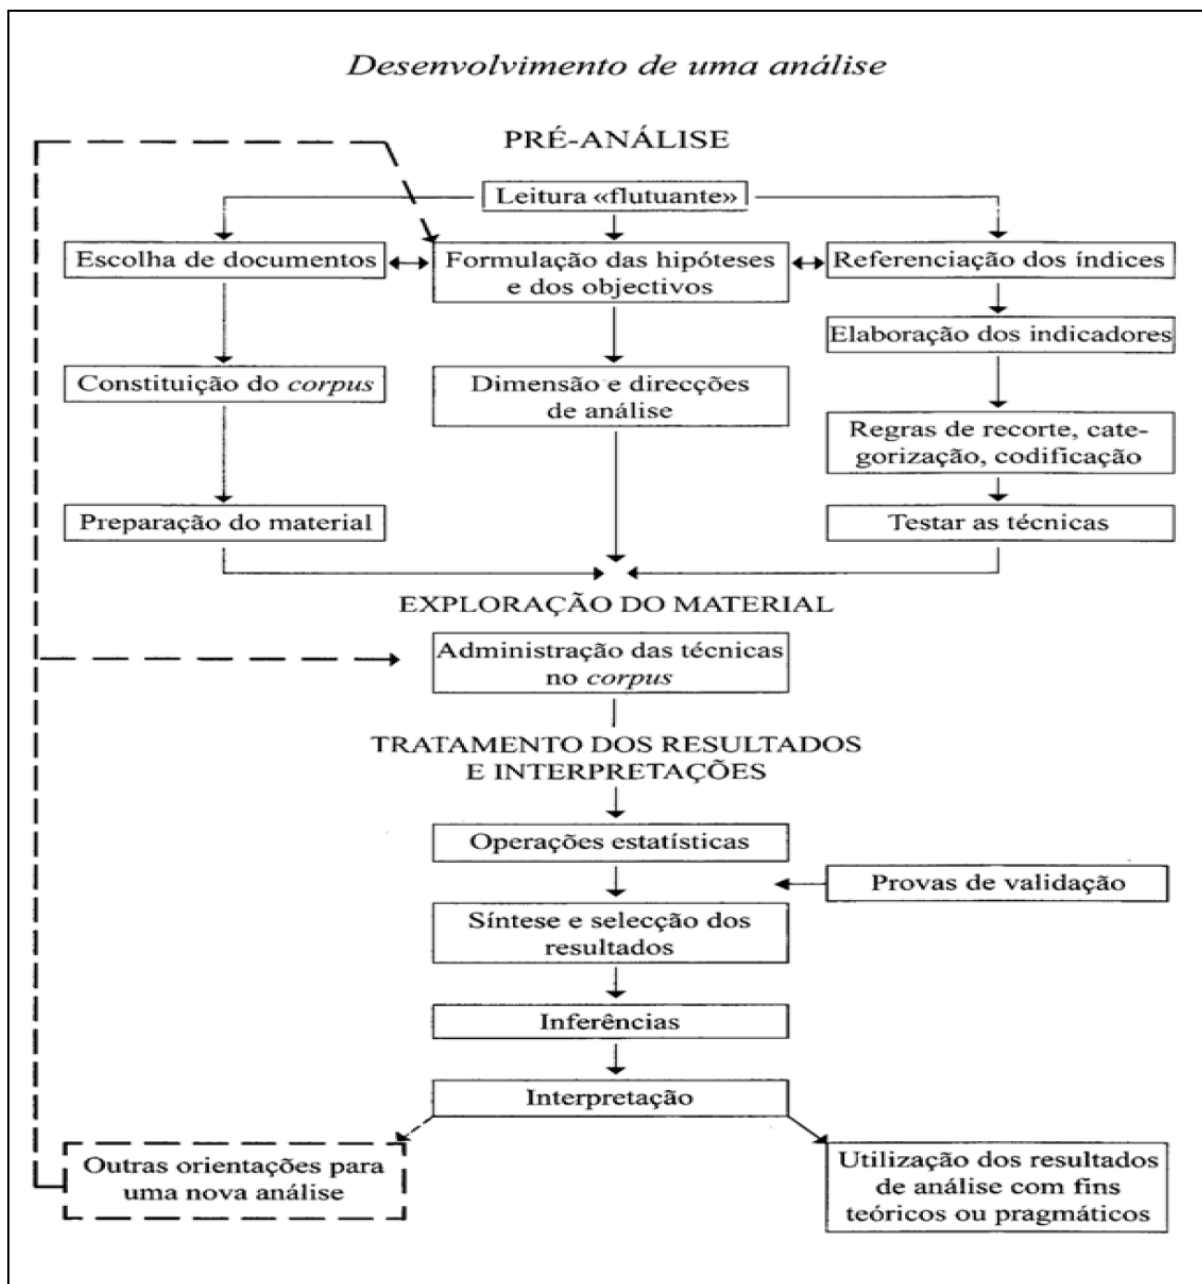 Desenvolvimento de uma análise
PRÉ-ANÁLISE
Leitura «flutuante»
Escolha de documentos
Formulação das hipóteses
e dos objectivos
Referenciação dos índices
Elaboração dos indicadores
Constituição do corpus
Dimensão e direcções
de análise
Regras de recorte, cate-
gorização, codificação
Preparação do material
Testar as técnicas
EXPLORAÇÃO DO MATERIAL
Administração das técnicas
no corpus
TRATAMENTO DOS RESULTADOS
E INTERPRETAÇÕES
Operações estatísticas
Provas de validação
Síntese e selecção dos
resultados
Inferências
Interpretação
Outras orientações para
uma nova análise
Utilização dos resultados
de análise com fins
teóricos ou pragmáticos